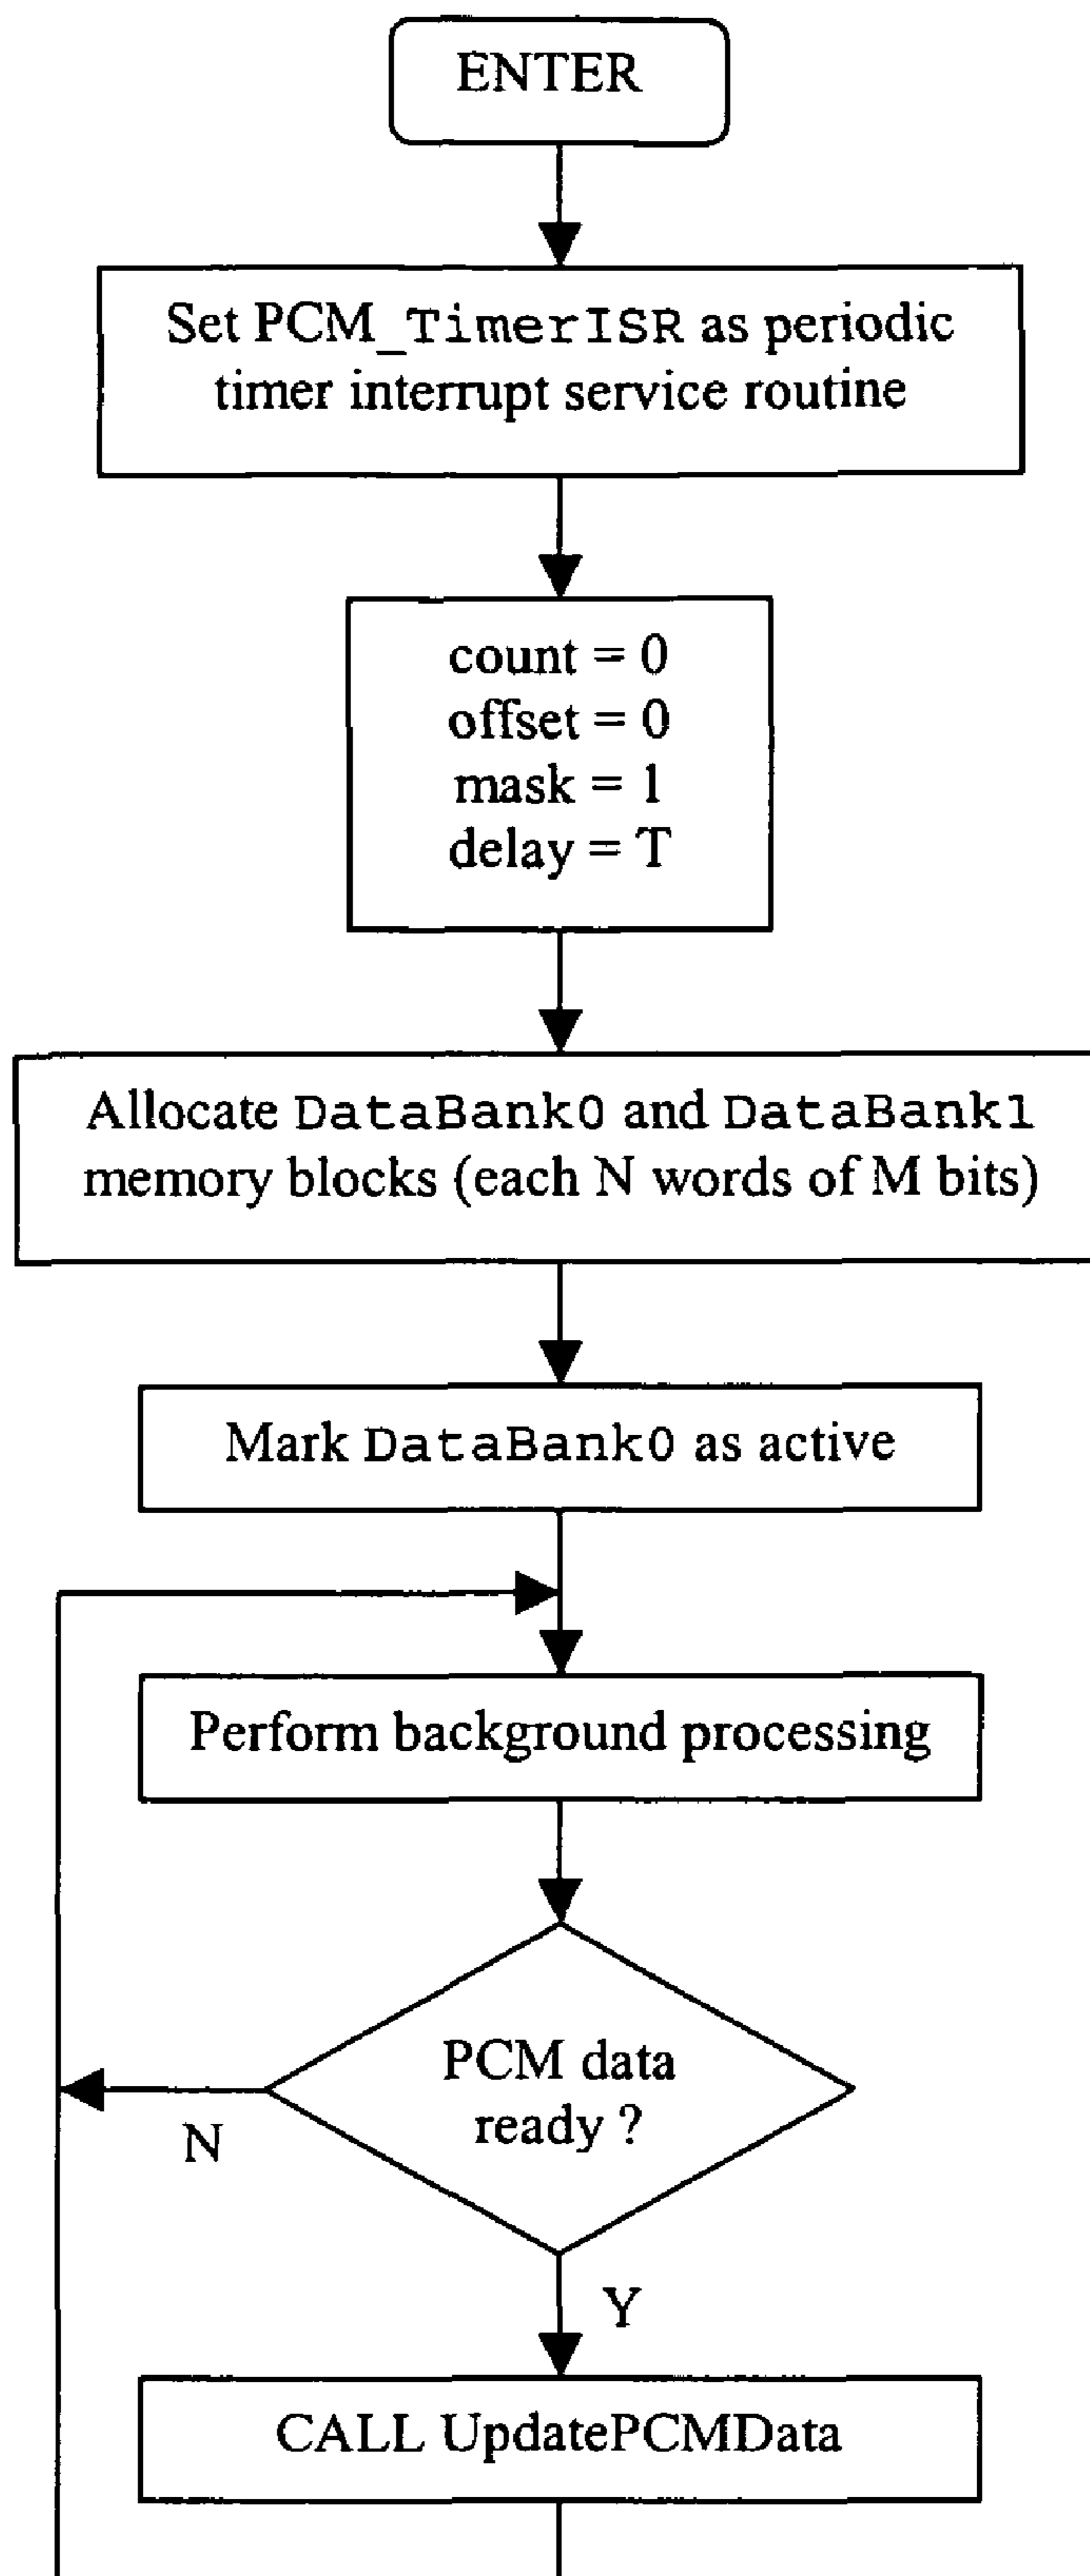 ENTER
Set PCM_TimerISR as periodic
timer interrupt service routine
count = 0
offset = 0
mask = 1
delay = T
Allocate DataBank0 and DataBank1
memory blocks (each N words of M bits)
Mark DataBank0 as active
Perform background processing
PCM data
ready ?
N
Y
CALL UpdatePCMData